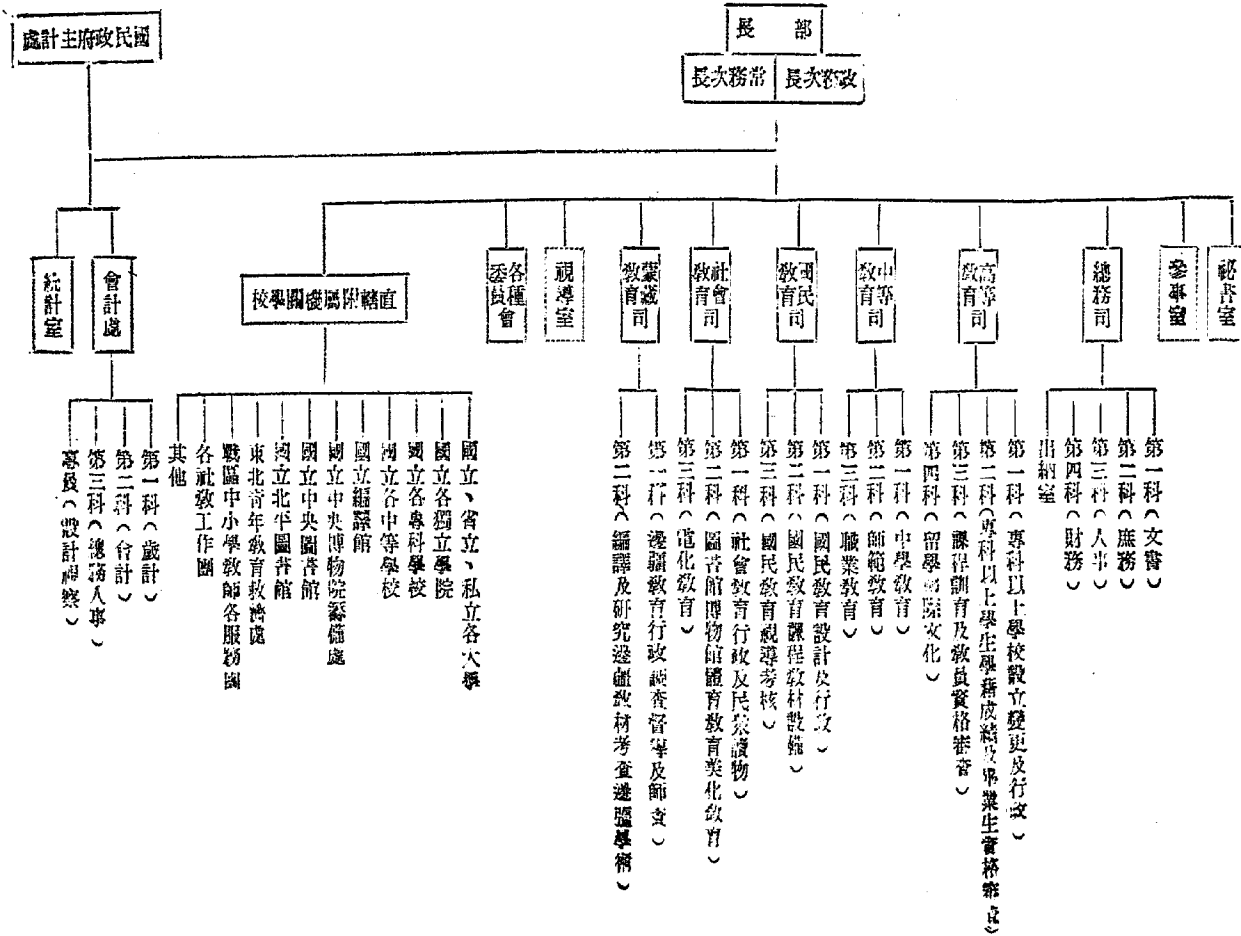 部長
政務次長
常務次長
國民政府主計處
祕書室
參事室
總務司
高等教育司
中等教育司
國民教育司
社會教育司
蒙藏教育司
視導室
各種委員會
直轄附屬機關學校
會計處
統計室
第一科(文書)
第二科(庶務)
第三科(人事)
第四科(財務)
出納室
第一科(專科以上學校設立變更及行政)
第二科(專科以上學生學籍成績及畢業生資格審查)
第三科(課程訓育及教員資格審查)
第四科(留學國際文化)
第一科(中學教育)
第二科(師範教育)
第三科(職業教育)
第一科(國民教育設計及行政)
第二科(國民教育課程教材設備)
第三科(國民教育視導考核)
第一科(社會教育行政及民眾讀物)
第二科(圖書館博物館體育教育美化教育)
第三科(電化教育)
第一科(邊疆教育行政調查督導及師資)
第二科(編譯及研究邊疆教材考查邊疆學術)
國立、省立、私立各大學
國立各獨立學院
國立各專科學校
國立各中等學校
國立編譯館
國立中央博物院籌備處
國立中央圖書館
國立北平圖書館
東北青年教育救濟處
戰區中小學教師各服務團
各社教工作團
其他
第一科(歲計)
第二科(會計)
第三科(總務人事)
專員(設計視察)